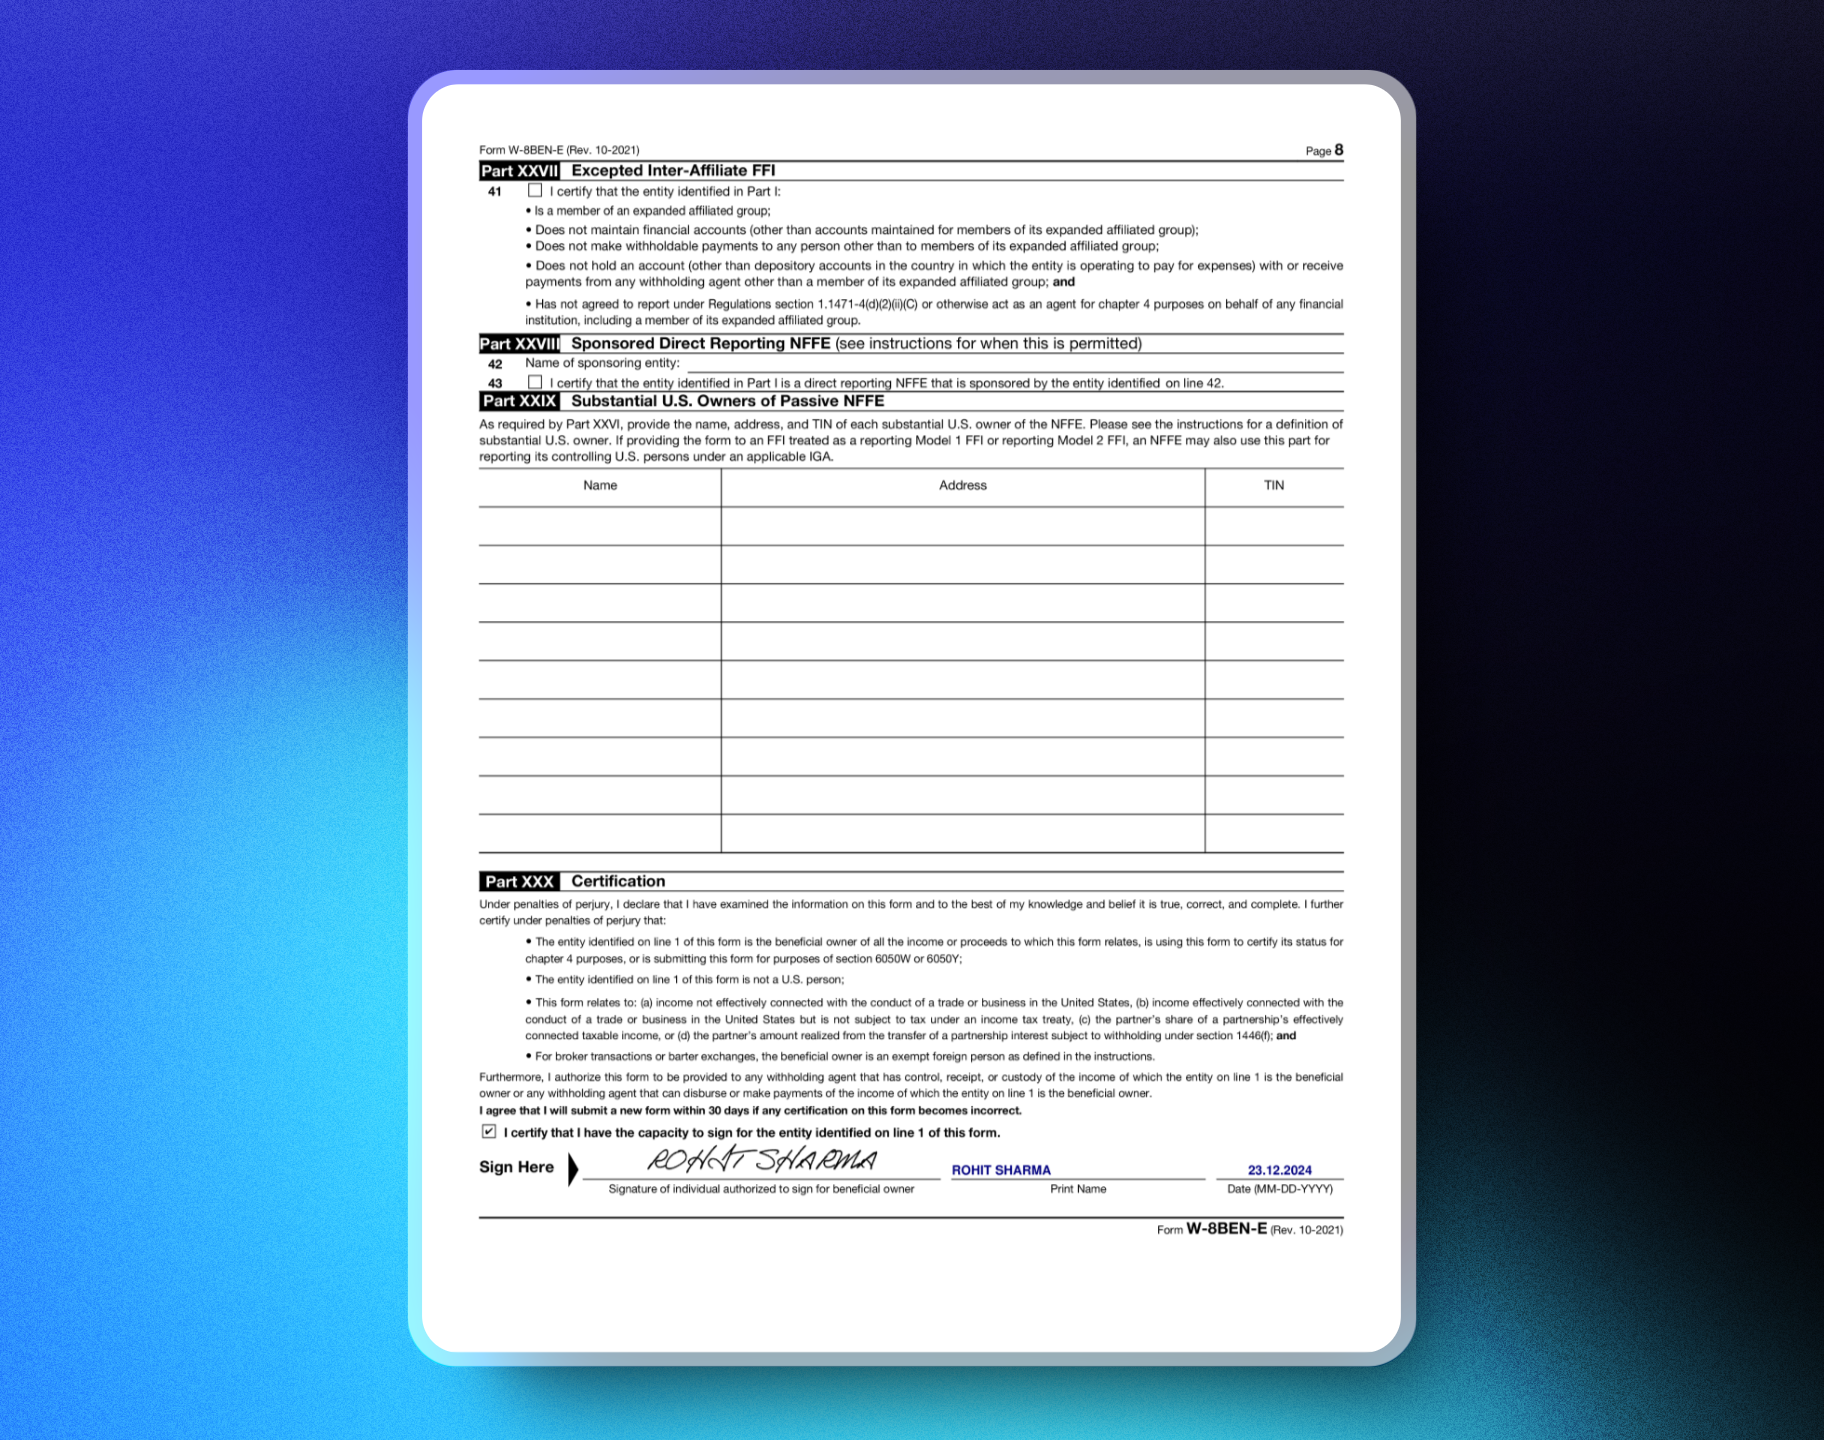 Form W-8BEN-E (Rev. 10-2021) Page 8
Part XXVII Excepted Inter-Affiliate FFI
41 I certify that the entity identified in Part I:
• Is a member of an expanded affiliated group;
• Does not maintain financial accounts (other than accounts maintained for members of its expanded affiliated group);
• Does not make withholdable payments to any person other than to members of its expanded affiliated group;
• Does not hold an account (other than depository accounts in the country in which the entity is operating to pay for expenses) with or receive
payments from any withholding agent other than a member of its expanded affiliated group; and
• Has not agreed to report under Regulations section 1.1471-4(d)(2)(ii)(C) or otherwise act as an agent for chapter 4 purposes on behalf of any financial
institution, including a member of its expanded affiliated group.
Part XXVIII Sponsored Direct Reporting NFFE (see instructions for when this is permitted)
42 Name of sponsoring entity:
43 I certify that the entity identified in Part I is a direct reporting NFFE that is sponsored by the entity identified on line 42.
Part XXIX Substantial U.S. Owners of Passive NFFE
As required by Part XXVI, provide the name, address, and TIN of each substantial U.S. owner of the NFFE. Please see the instructions for a definition of
substantial U.S. owner. If providing the form to an FFI treated as a reporting Model 1 FFI or reporting Model 2 FFI, an NFFE may also use this part for
reporting its controlling U.S. persons under an applicable IGA.
Name Address TIN
Part XXX Certification
Under penalties of perjury, I declare that I have examined the information on this form and to the best of my knowledge and belief it is true, correct, and complete. I further
certify under penalties of perjury that:
• The entity identified on line 1 of this form is the beneficial owner of all the income or proceeds to which this form relates, is using this form to certify its status for
chapter 4 purposes, or is submitting this form for purposes of section 6050W or 6050Y;
• The entity identified on line 1 of this form is not a U.S. person;
• This form relates to: (a) income not effectively connected with the conduct of a trade or business in the United States, (b) income effectively connected with the
conduct of a trade or business in the United States but is not subject to tax under an income tax treaty, (c) the partner's share of a partnership's effectively
connected taxable income, or (d) the partner's amount realized from the transfer of a partnership interest subject to withholding under section 1446(f); and
• For broker transactions or barter exchanges, the beneficial owner is an exempt foreign person as defined in the instructions.
Furthermore, I authorize this form to be provided to any withholding agent that has control, receipt, or custody of the income of which the entity on line 1 is the beneficial
owner or any withholding agent that can disburse or make payments of the income of which the entity on line 1 is the beneficial owner.
I agree that I will submit a new form within 30 days if any certification on this form becomes incorrect.
✔ I certify that I have the capacity to sign for the entity identified on line 1 of this form.
Sign Here ROHIT SHARMA ROHIT SHARMA 23.12.2024
Signature of individual authorized to sign for beneficial owner Print Name Date (MM-DD-YYYY)
Form W-8BEN-E (Rev. 10-2021)